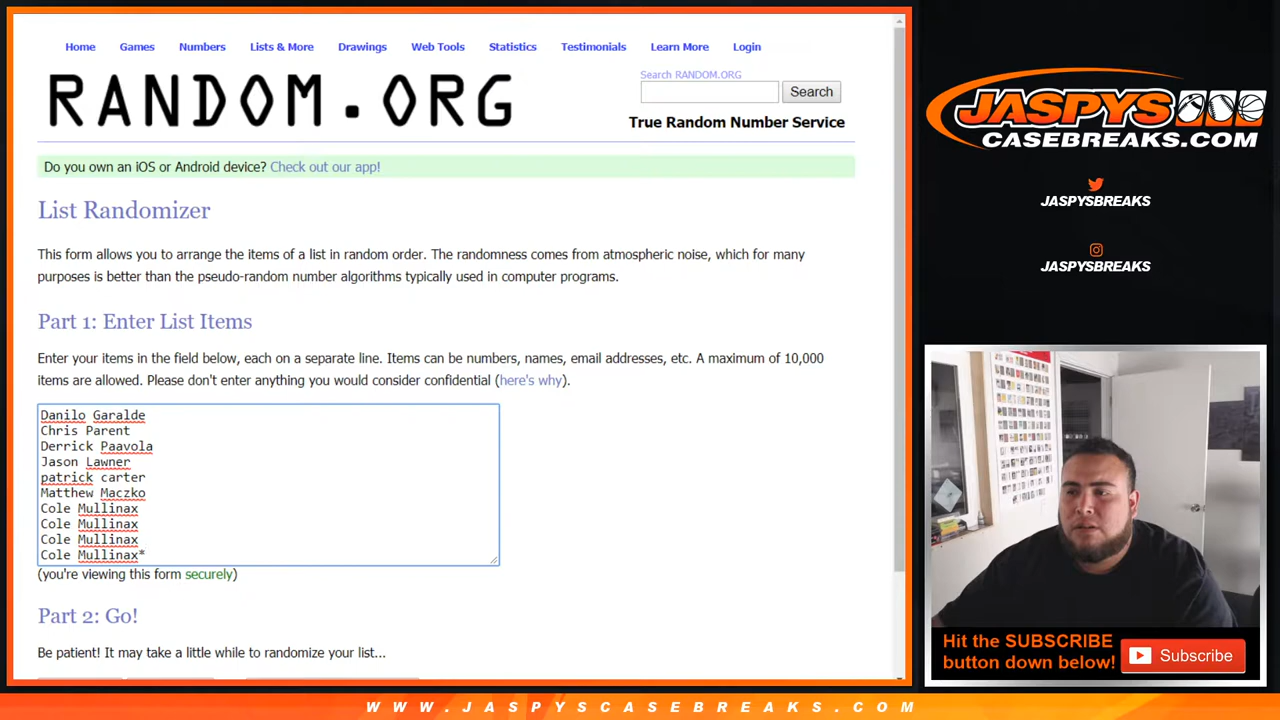 Home Games Numbers Lists & More Drawings Web Tools Statistics Testimonials Learn More Login
RANDOM.ORG
Search RANDOM.ORG
Search
True Random Number Service
Do you own an iOS or Android device? Check out our app!
List Randomizer
This form allows you to arrange the items of a list in random order. The randomness comes from atmospheric noise, which for many
purposes is better than the pseudo-random number algorithms typically used in computer programs.
Part 1: Enter List Items
Enter your items in the field below, each on a separate line. Items can be numbers, names, email addresses, etc. A maximum of 10,000
items are allowed. Please don't enter anything you would consider confidential (here's why).
Danilo Garalde
Chris Parent
Derrick Paavola
Jason Lawner
patrick carter
Matthew Maczko
Cole Mullinax
Cole Mullinax
Cole Mullinax
Cole Mullinax*
(you're viewing this form securely)
Part 2: Go!
Be patient! It may take a little while to randomize your list...
JASPYS
CASEBREAKS.COM
JASPYSBREAKS
JASPYSBREAKS
Hit the SUBSCRIBE
button down below!
Subscribe
WWW.JASPYSCASEBREAKS.COM